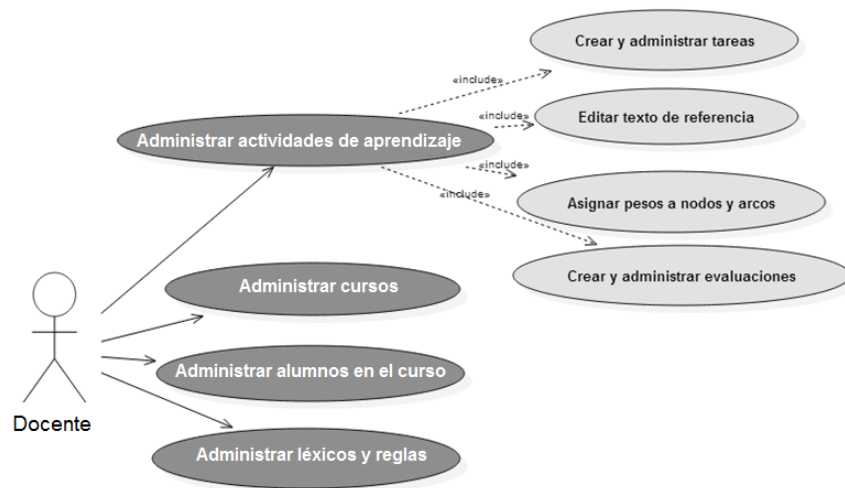 Crear y administrar tareas
«include»
Editar texto de referencia
«include»
Administrar actividades de aprendizaje
«include»
Asignar pesos a nodos y arcos
«include»
Crear y administrar evaluaciones
Administrar cursos
Administrar alumnos en el curso
Docente
Administrar léxicos y reglas